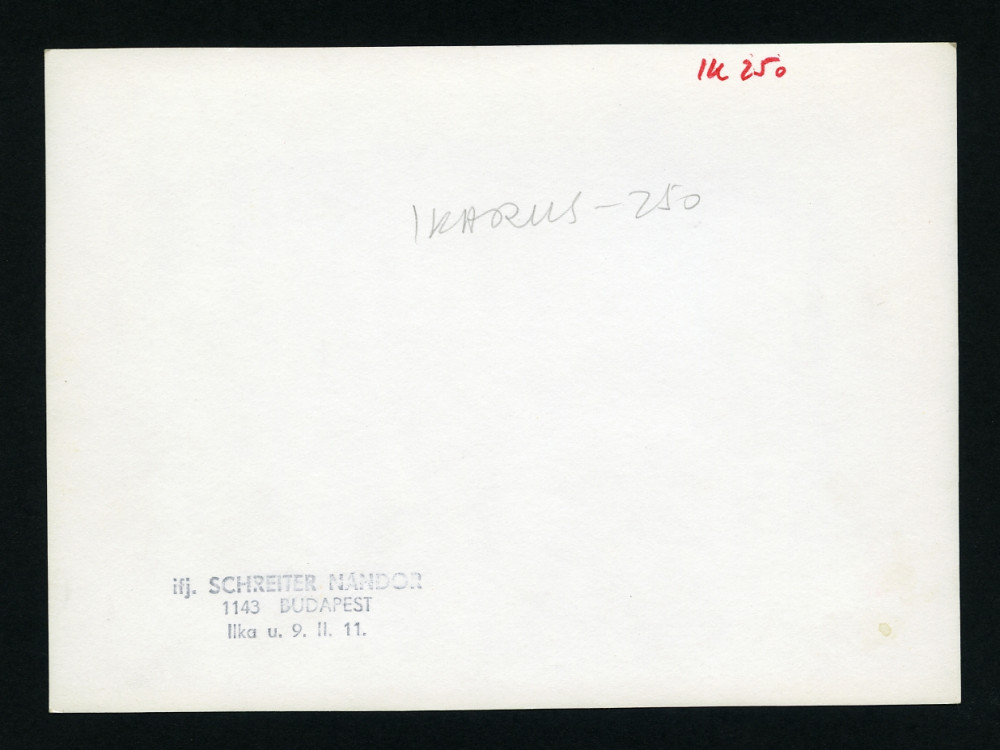 IK 250
IKARUS-250
ifj. SCHREITER NÁNDOR
1143 BUDAPEST
Ilka u. 9. II. 11.